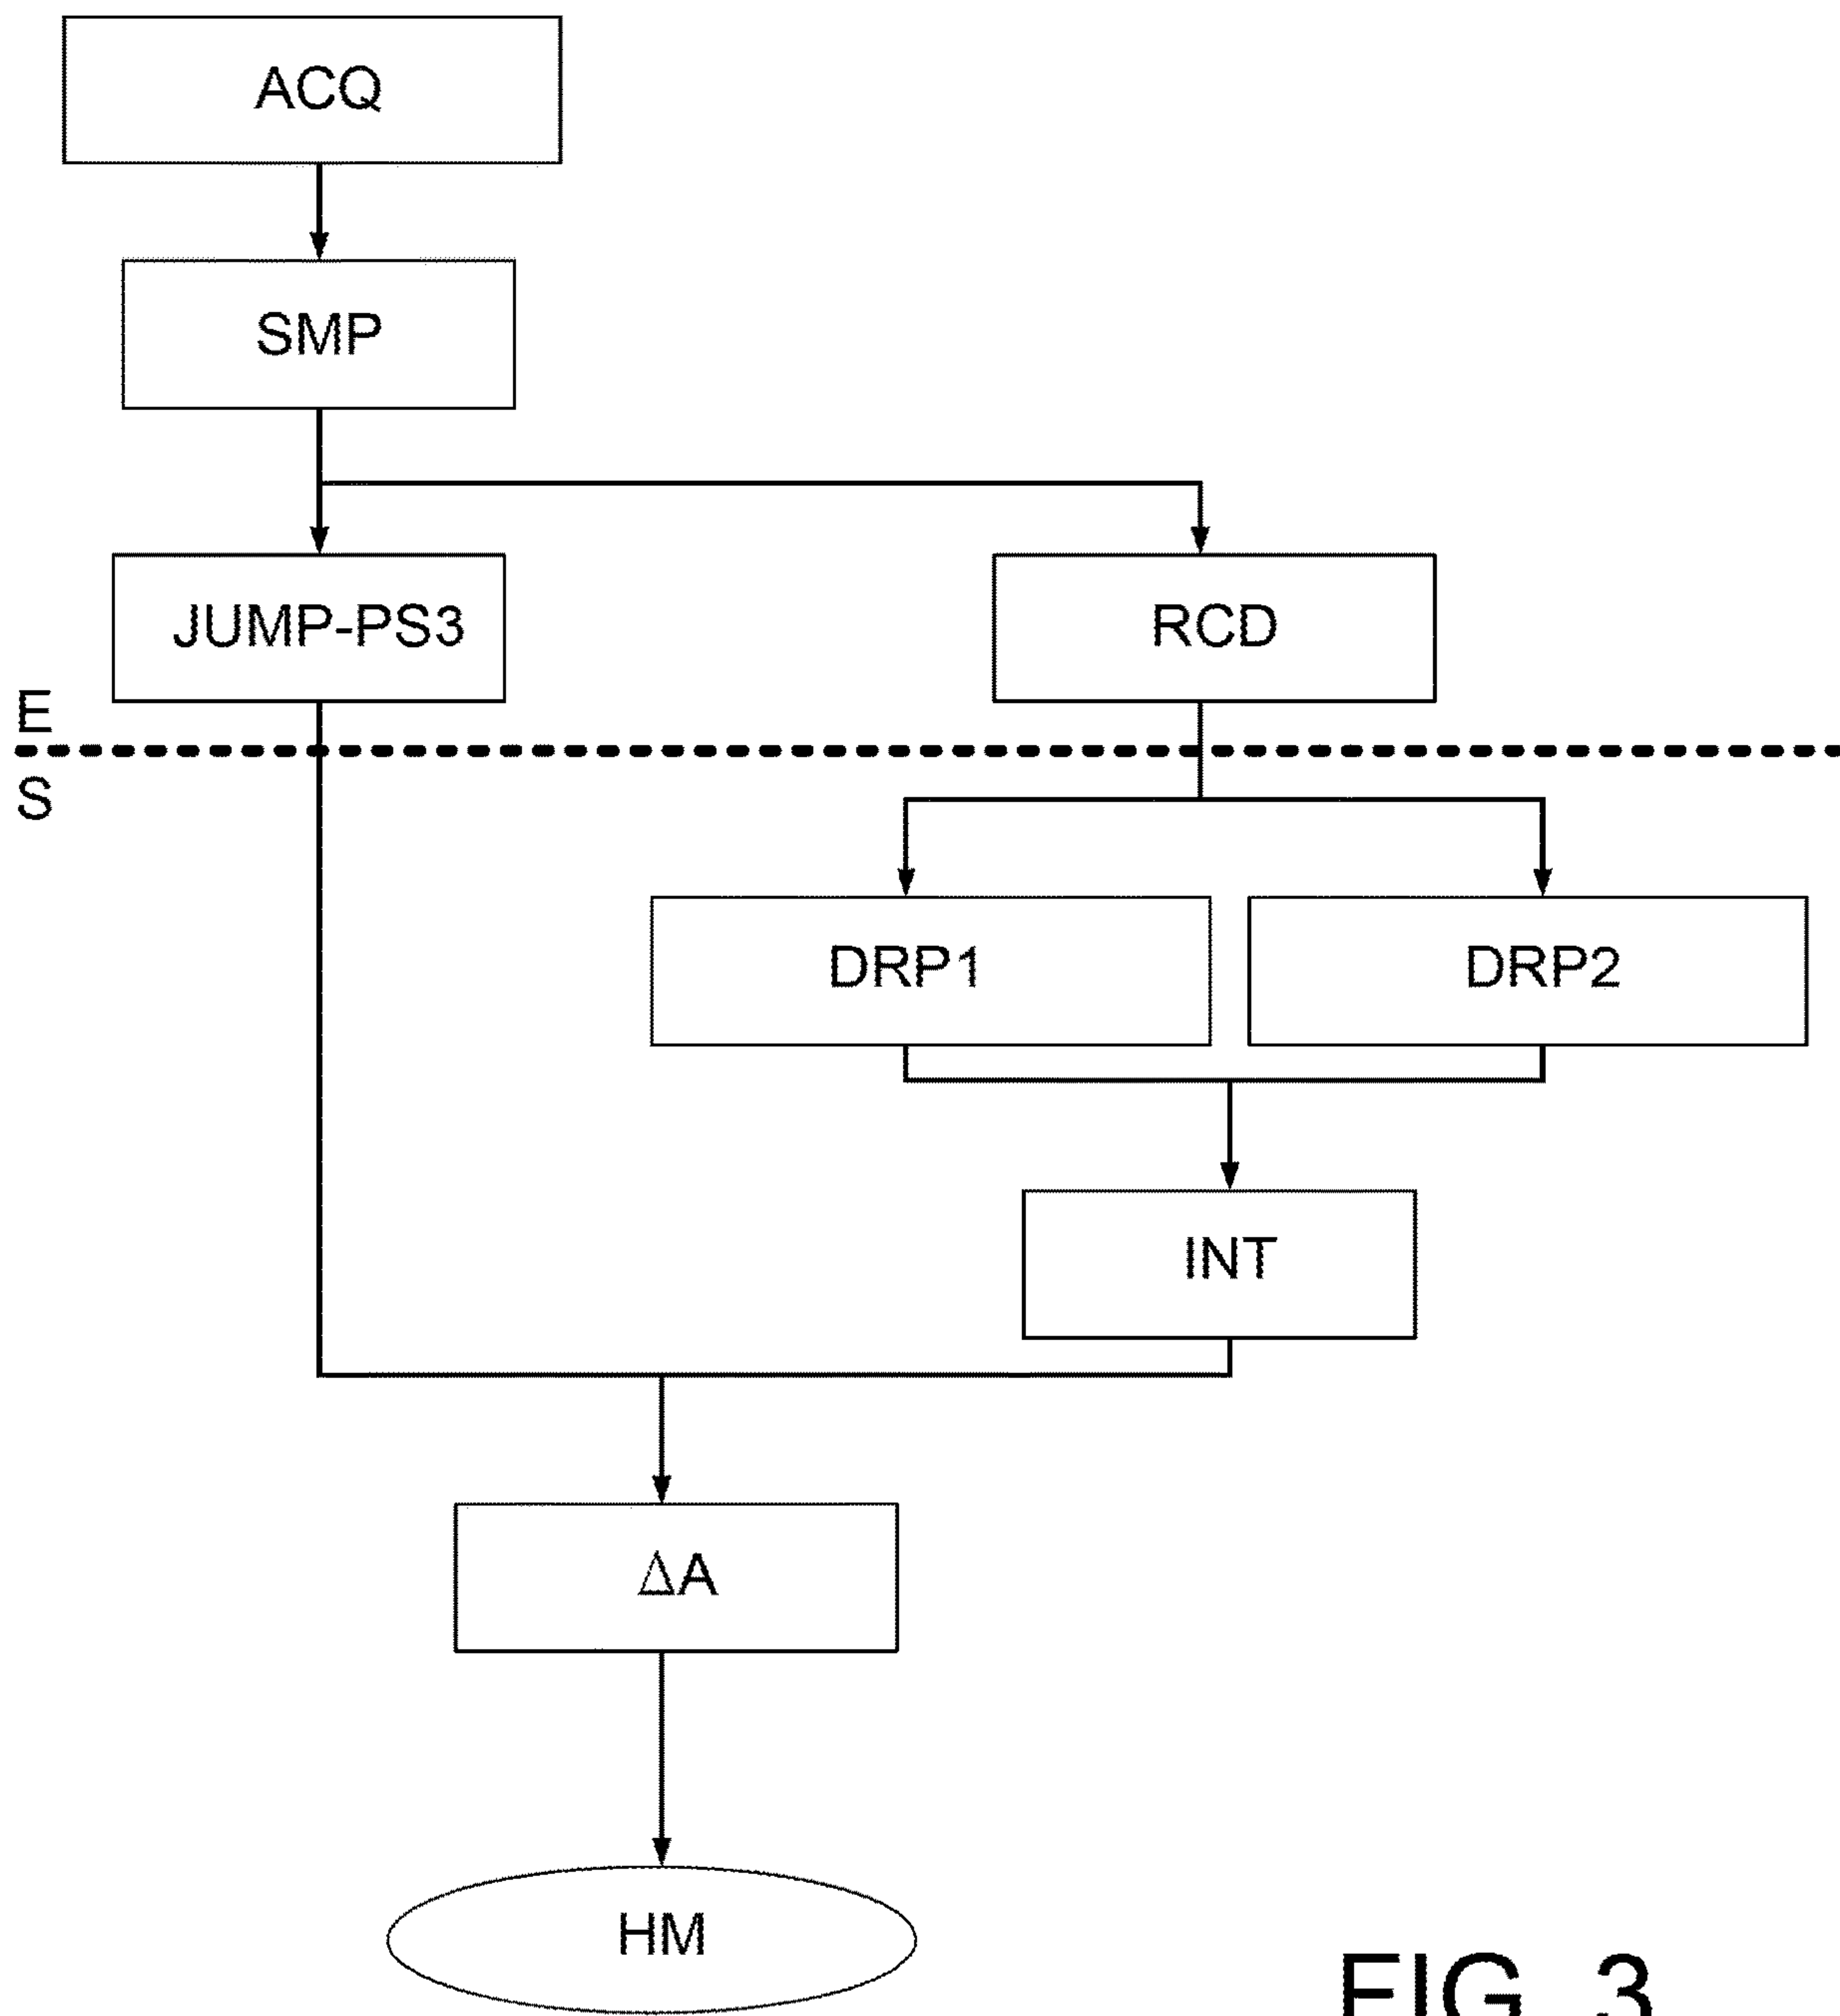 ACQ
SMP
JUMP-PS3
RCD
E
S
DRP1
DRP2
INT
ΔA
HM
FIG. 3